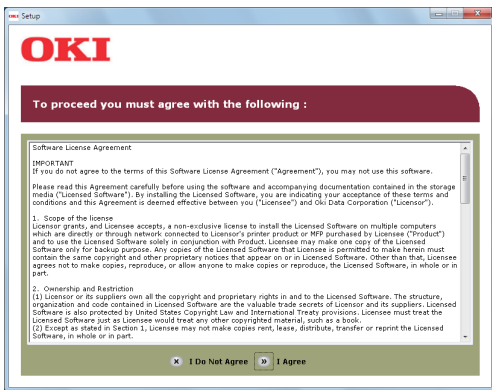 OKI Setup
OKI
To proceed you must agree with the following :
Software License Agreement
IMPORTANT
If you do not agree to the terms of this Software License Agreement ("Agreement"), you may not use this software.
Please read this Agreement carefully before using the software and accompanying documentation contained in the storage
media ("Licensed Software"). By installing the Licensed Software, you are indicating your acceptance of these terms and
conditions and this Agreement is deemed effective between you ("Licensee") and Oki Data Corporation ("Licensor").
1. Scope of the license
Licensor grants, and Licensee accepts, a non-exclusive license to install the Licensed Software on multiple computers
which are directly or through network connected to Licensor's printer product or MFP purchased by Licensee ("Product")
and to use the Licensed Software solely in conjunction with Product. Licensee may make one copy of the Licensed
Software only for backup purpose. Any copies of the Licensed Software that Licensee is permitted to make herein must
contain the same copyright and other proprietary notices that appear on or in Licensed Software. Other than that, Licensee
agrees not to make copies, reproduce, or allow anyone to make copies or reproduce, the Licensed Software, in whole or in
part.
2. Ownership and Restriction
(1) Licensor or its suppliers own all the copyright and proprietary rights in and to the Licensed Software. The structure,
organization and code contained in Licensed Software are the valuable trade secrets of Licensor and its suppliers. Licensed
Software is also protected by United States Copyright Law and International Treaty provisions. Licensee must treat the
Licensed Software just as Licensee would treat any other copyrighted material, such as a book.
(2) Except as stated in Section 1, Licensee may not make copies rent, lease, distribute, transfer or reprint the Licensed
Software, in whole or in part.
I Do Not Agree I Agree